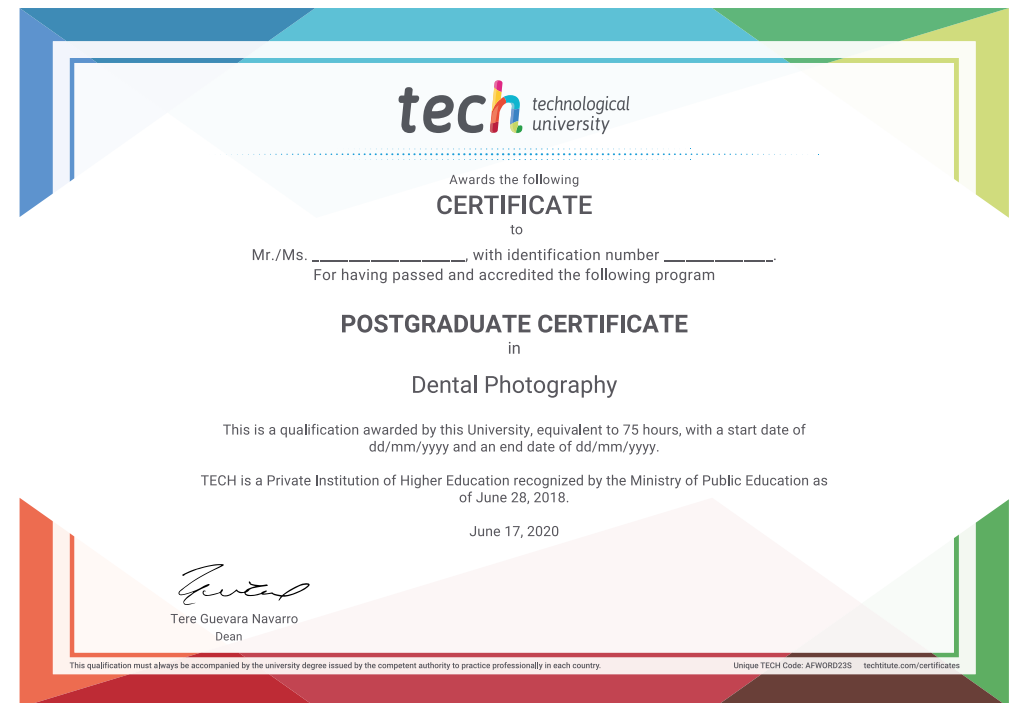 tech technological
university
Awards the following
CERTIFICATE
to
Mr./Ms. _________________, with identification number ____________.
For having passed and accredited the following program
POSTGRADUATE CERTIFICATE
in
Dental Photography
This is a qualification awarded by this University, equivalent to 75 hours, with a start date of
dd/mm/yyyy and an end date of dd/mm/yyyy.
TECH is a Private Institution of Higher Education recognized by the Ministry of Public Education as
of June 28, 2018.
June 17, 2020
Tere Guevara Navarro
Dean
This qualification must always be accompanied by the university degree issued by the competent authority to practice professionally in each country. Unique TECH Code: AFWORD23S techtitute.com/certificates